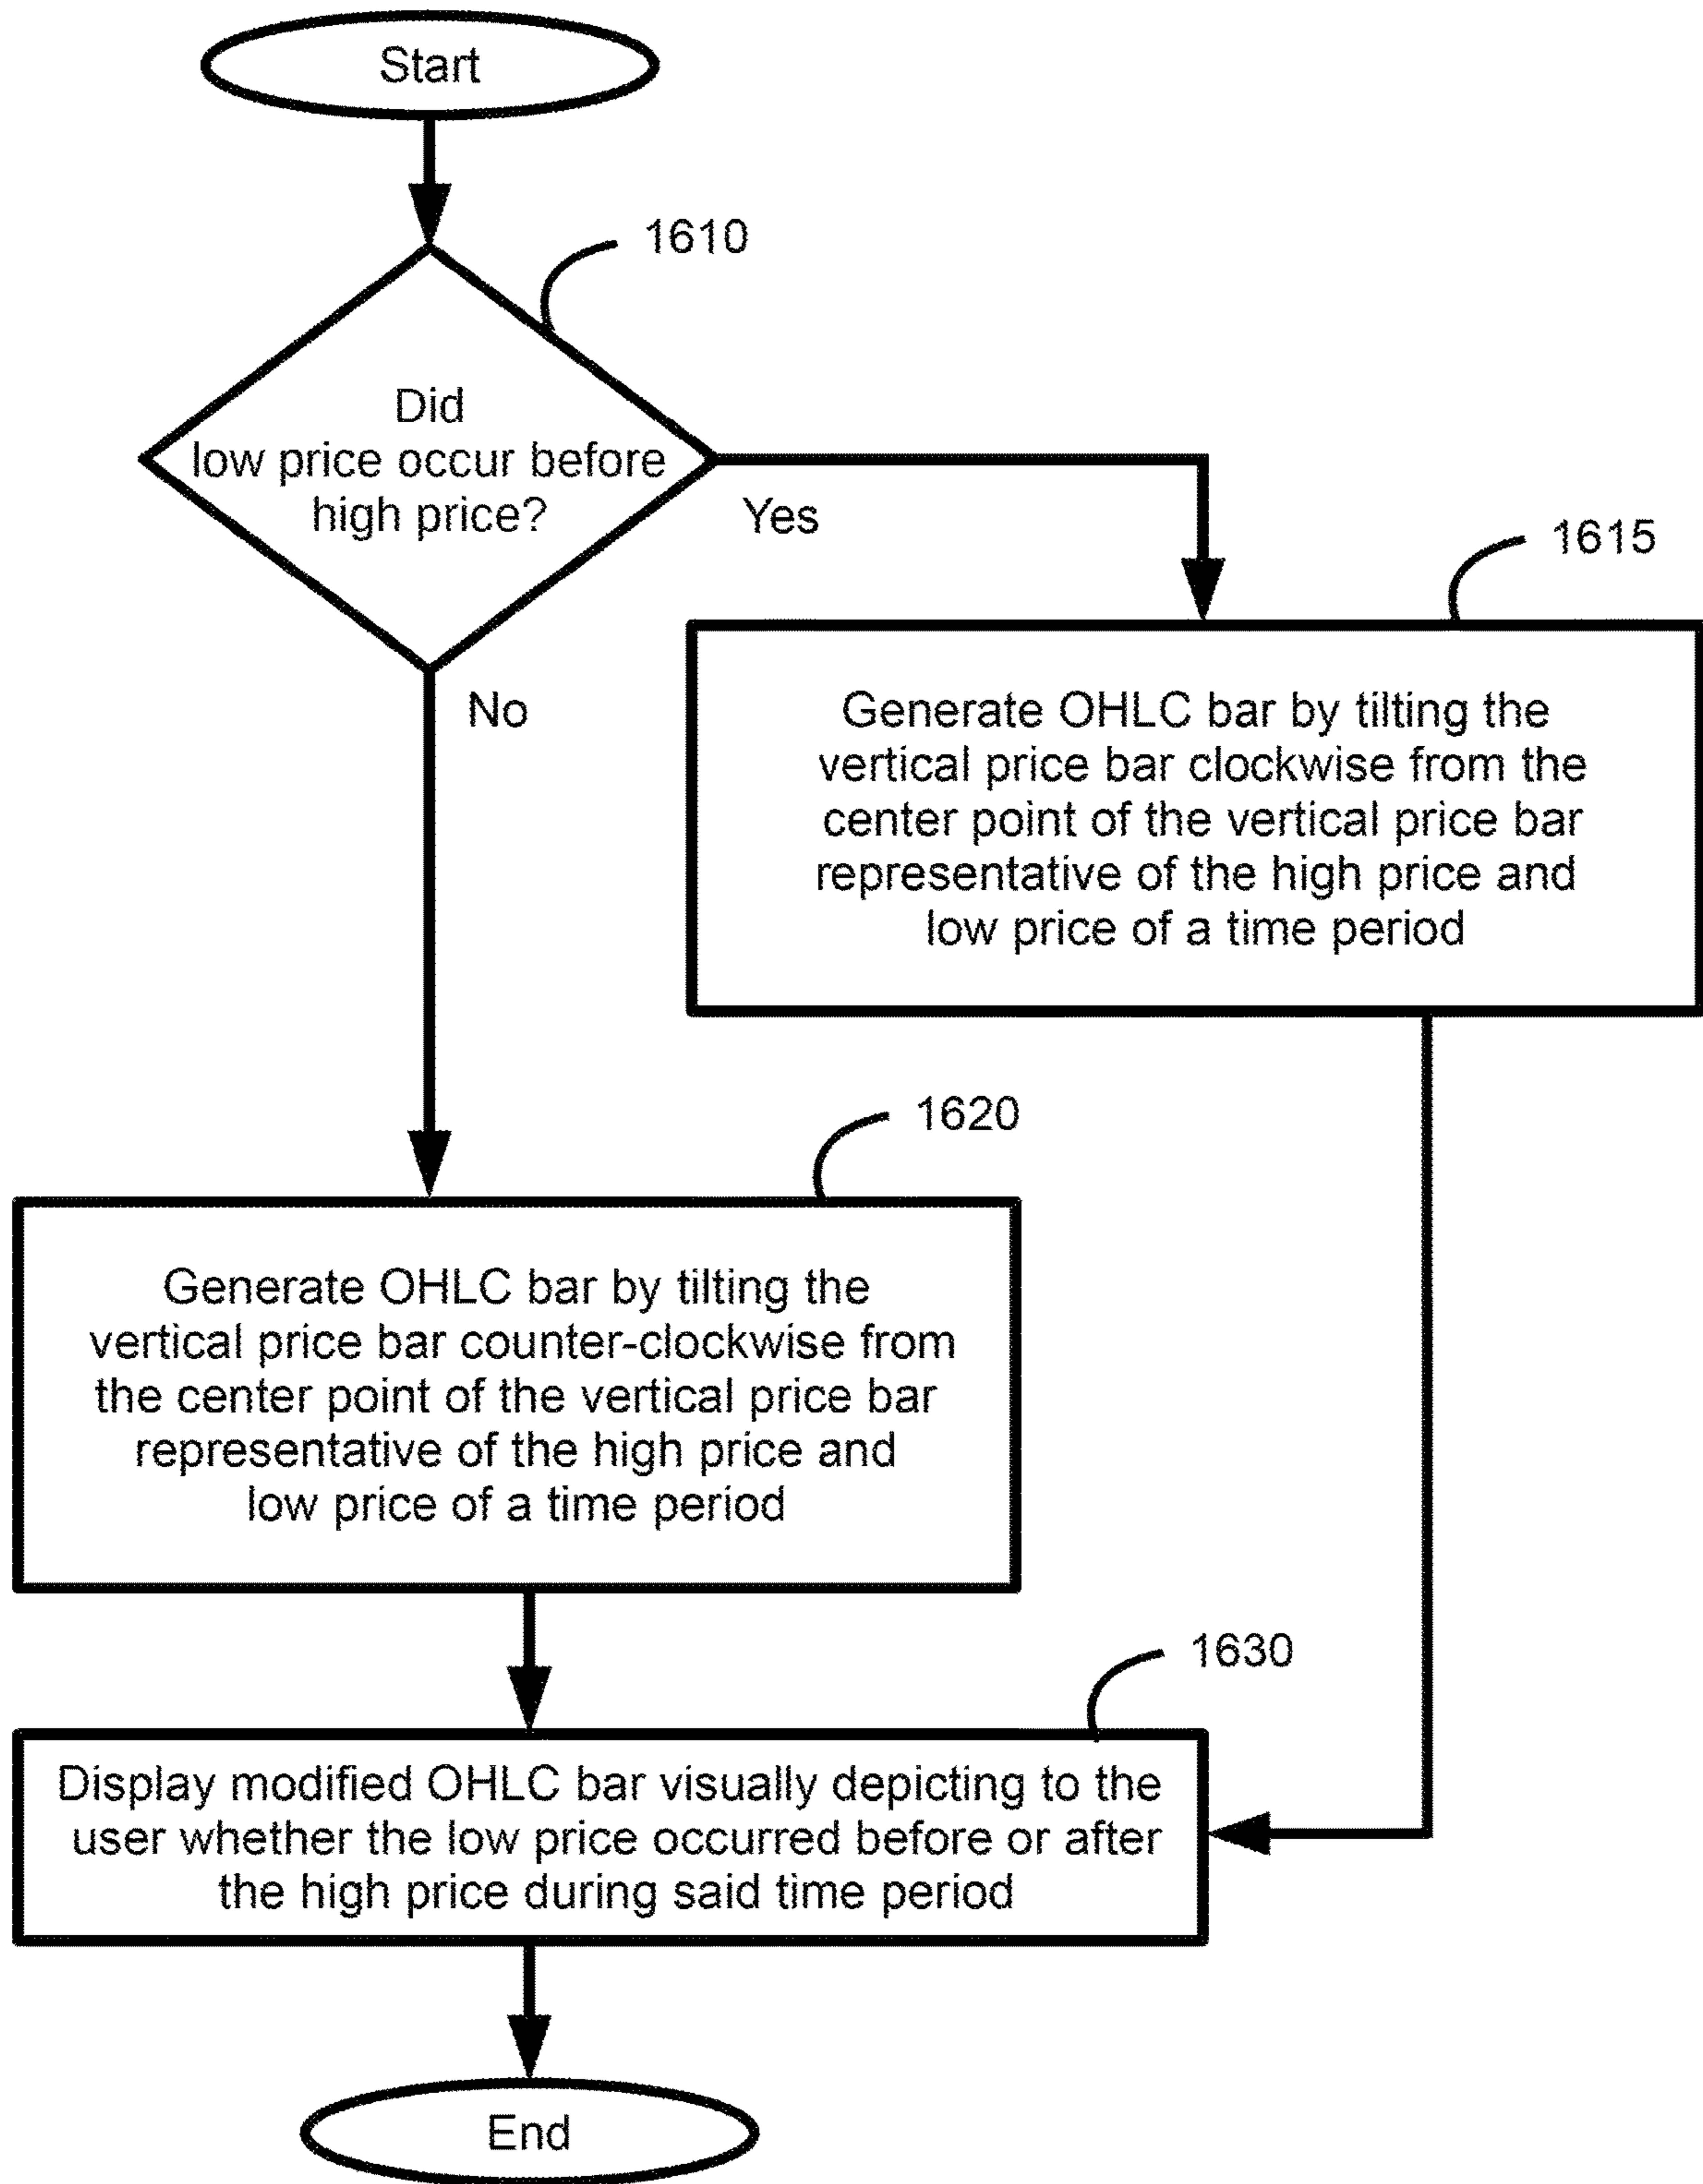 Start
1610
Did
low price occur before
high price?
Yes
No
1615
Generate OHLC bar by tilting the
vertical price bar clockwise from the
center point of the vertical price bar
representative of the high price and
low price of a time period
1620
Generate OHLC bar by tilting the
vertical price bar counter-clockwise from
the center point of the vertical price bar
representative of the high price and
low price of a time period
1630
Display modified OHLC bar visually depicting to the
user whether the low price occurred before or after
the high price during said time period
End